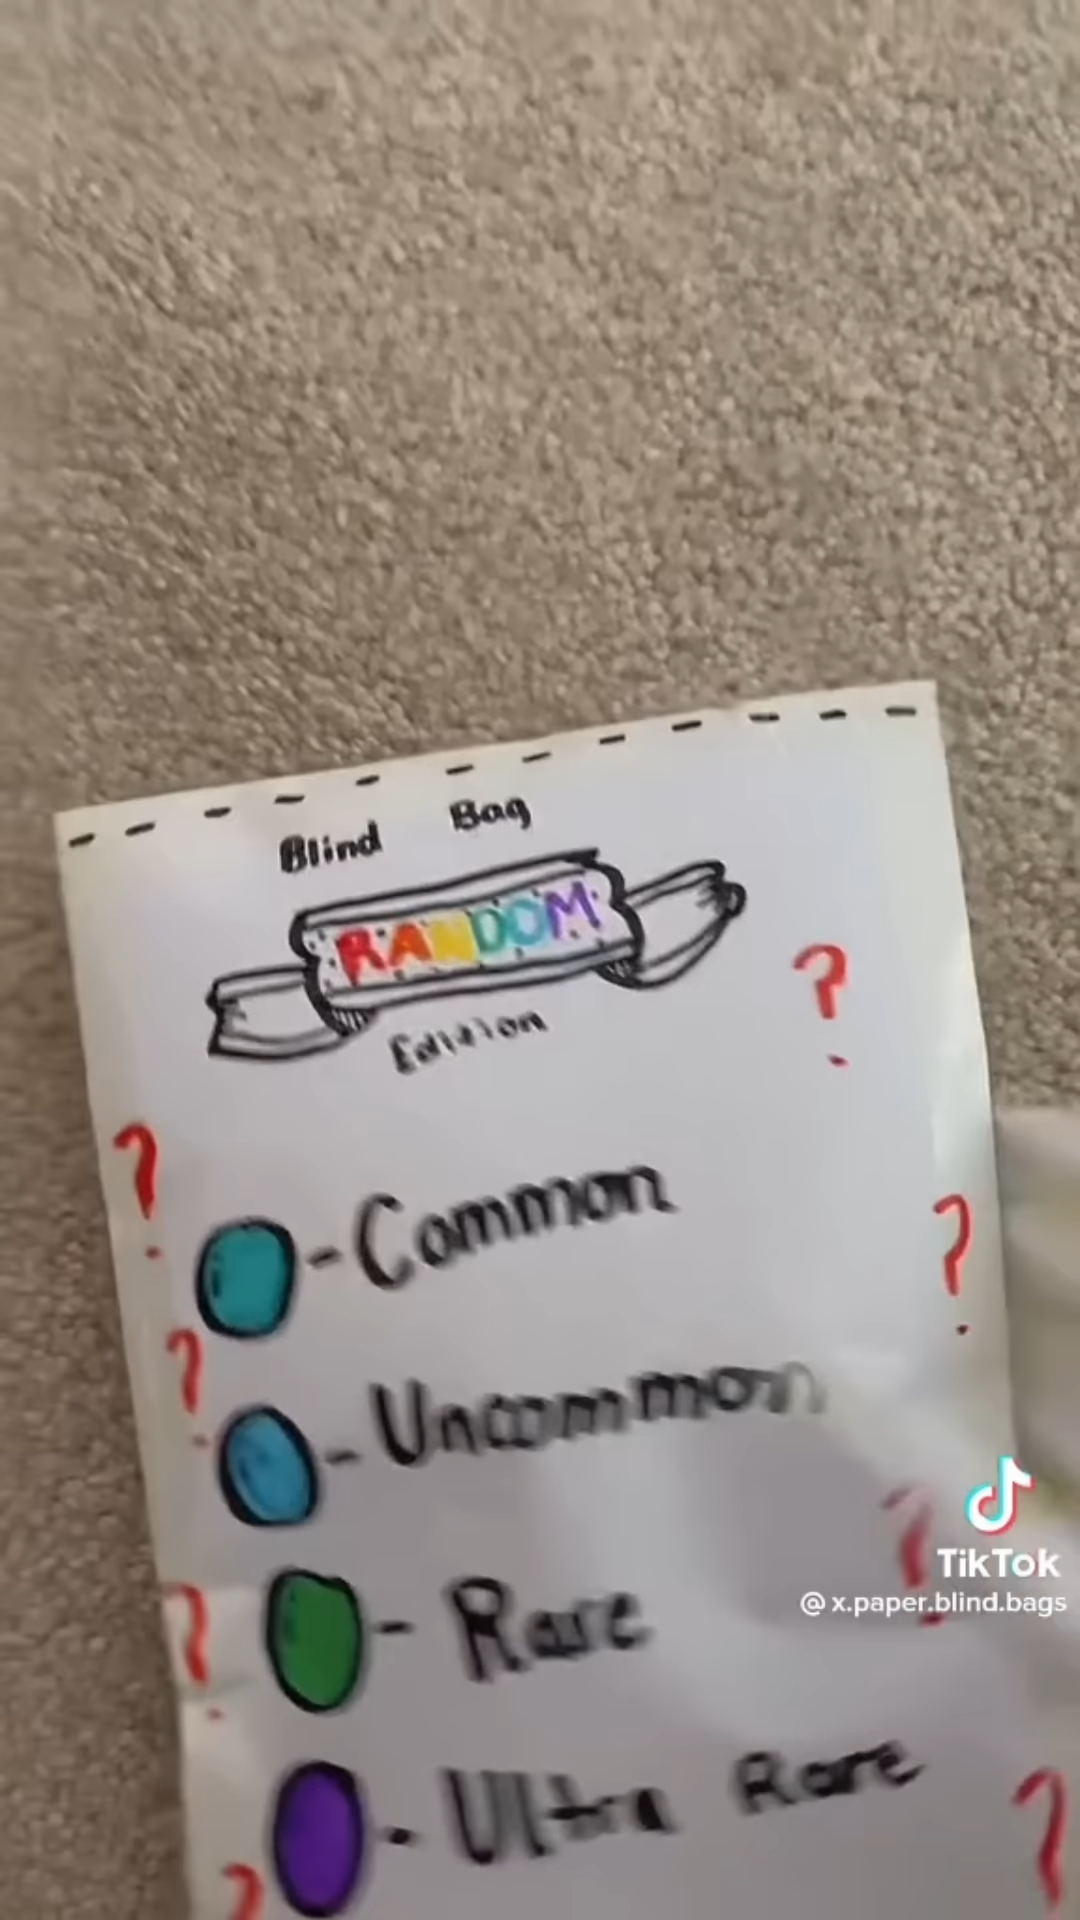 Blind Bag
RANDOM
Edition
?
?
- Common
?
?
- Uncommon
?
TikTok
@x.paper.blind.bags
?
- Rare
- Ultra Rare
?
?